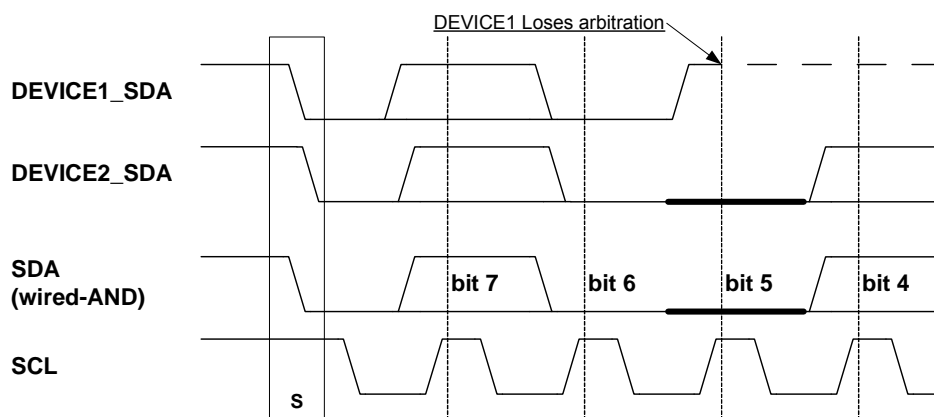 DEVICE1 Loses arbitration
DEVICE1_SDA
DEVICE2_SDA
SDA
(wired-AND)
bit 7 bit 6 bit 5 bit 4
SCL
S